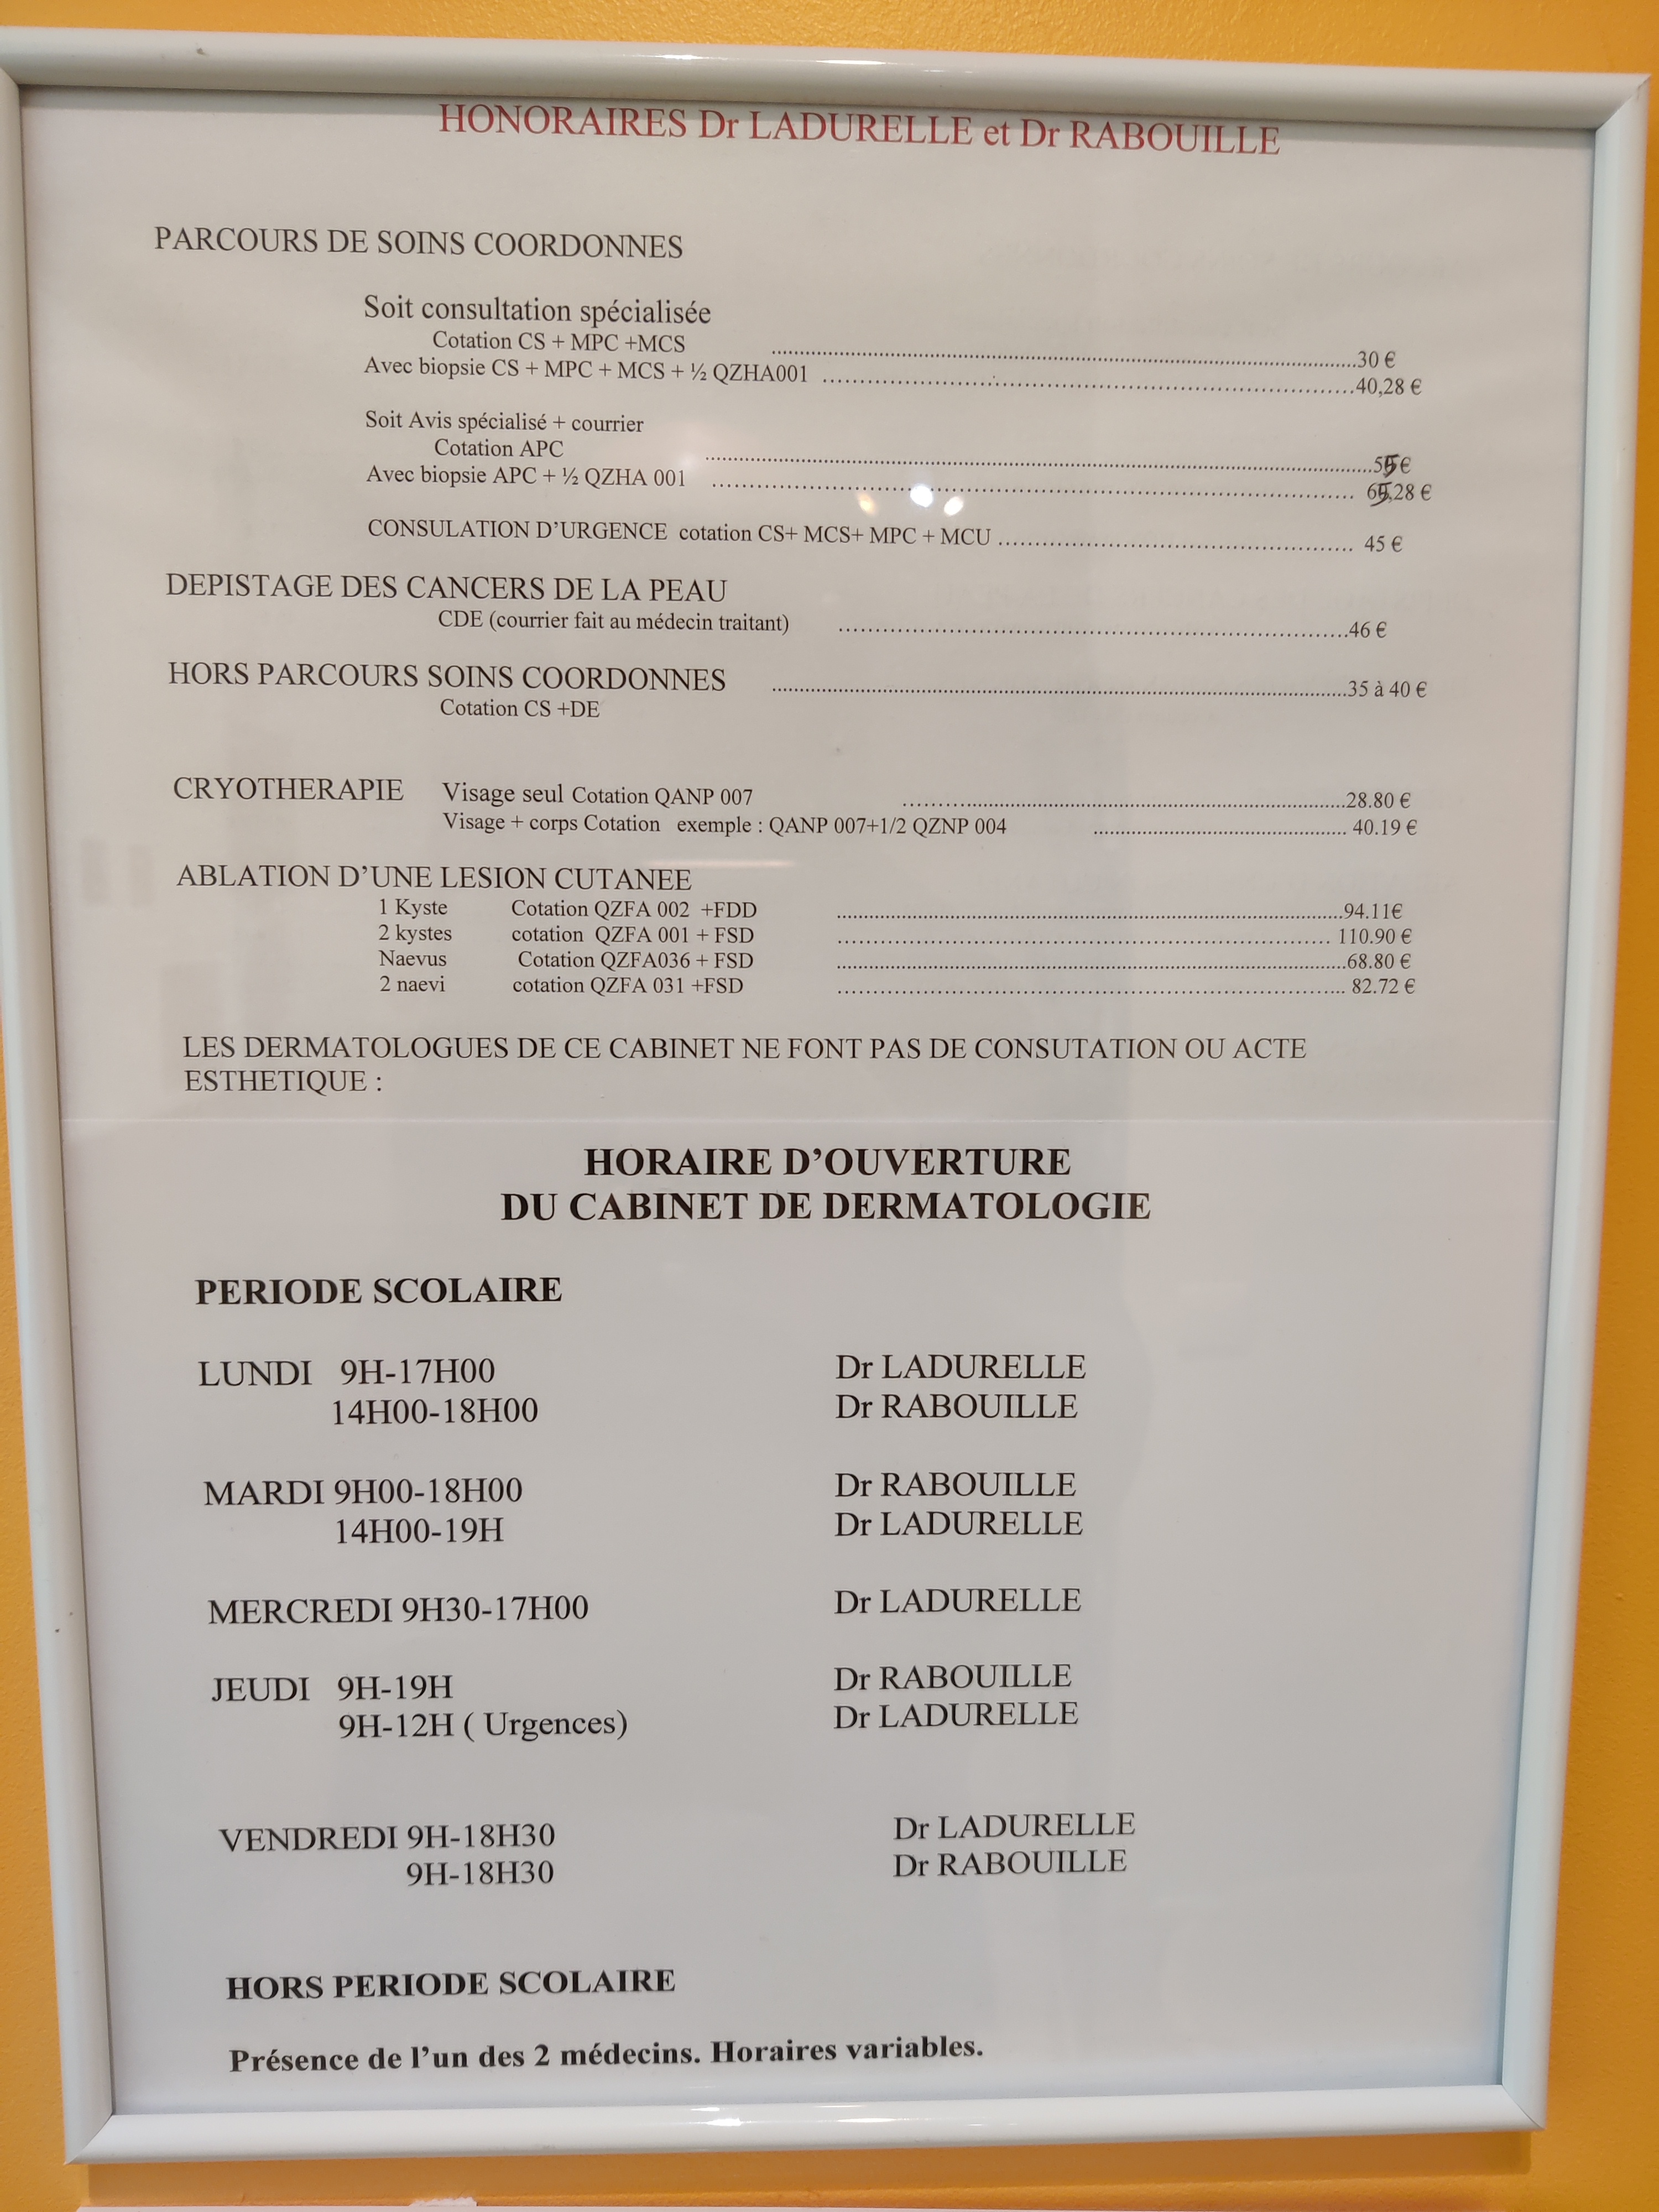 HONORAIRES Dr LADURELLE et Dr RABOUILLE
PARCOURS DE SOINS COORDONNES
Soit consultation spécialisée
Cotation CS + MPC +MCS ..........30 €
Avec biopsie CS + MPC + MCS + ½ QZHA001 ..........40,28 €
Soit Avis spécialisé + courrier
Cotation APC ..........55 €
Avec biopsie APC + ½ QZHA 001 .......... 65,28 €
CONSULATION D'URGENCE cotation CS+ MCS+ MPC + MCU .......... 45 €
DEPISTAGE DES CANCERS DE LA PEAU
CDE (courrier fait au médecin traitant) ..........46 €
HORS PARCOURS SOINS COORDONNES ..........35 à 40 €
Cotation CS +DE
CRYOTHERAPIE Visage seul Cotation QANP 007 ..........28.80 €
Visage + corps Cotation exemple : QANP 007+1/2 QZNP 004 .......... 40.19 €
ABLATION D'UNE LESION CUTANEE
1 Kyste Cotation QZFA 002 +FDD ..........94.11€
2 kystes cotation QZFA 001 + FSD .......... 110.90 €
Naevus Cotation QZFA036 + FSD ..........68.80 €
2 naevi cotation QZFA 031 +FSD .......... 82.72 €
LES DERMATOLOGUES DE CE CABINET NE FONT PAS DE CONSUTATION OU ACTE
ESTHETIQUE :
HORAIRE D'OUVERTURE
DU CABINET DE DERMATOLOGIE
PERIODE SCOLAIRE
LUNDI 9H-17H00 Dr LADURELLE
14H00-18H00 Dr RABOUILLE
MARDI 9H00-18H00 Dr RABOUILLE
14H00-19H Dr LADURELLE
MERCREDI 9H30-17H00 Dr LADURELLE
JEUDI 9H-19H Dr RABOUILLE
9H-12H ( Urgences) Dr LADURELLE
VENDREDI 9H-18H30 Dr LADURELLE
9H-18H30 Dr RABOUILLE
HORS PERIODE SCOLAIRE
Présence de l'un des 2 médecins. Horaires variables.